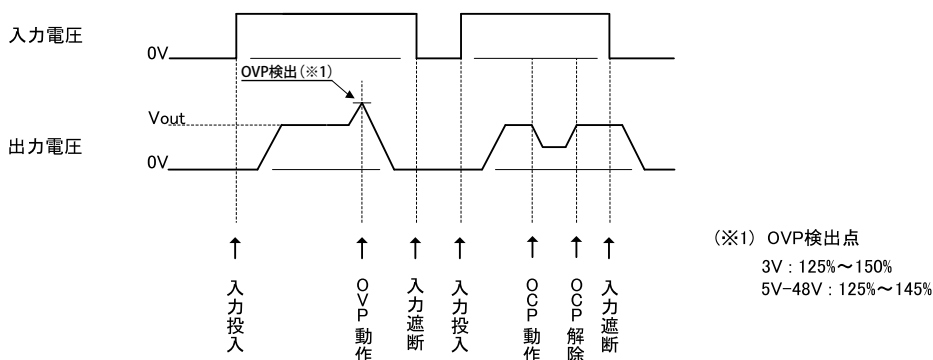 入力電圧
0V
OVP検出(※1)
Vout
出力電圧
0V
入力投入
OVP動作
入力遮断
入力投入
OCP動作
OCP解除
入力遮断
(※1) OVP検出点
3V : 125%～150%
5V-48V : 125%～145%